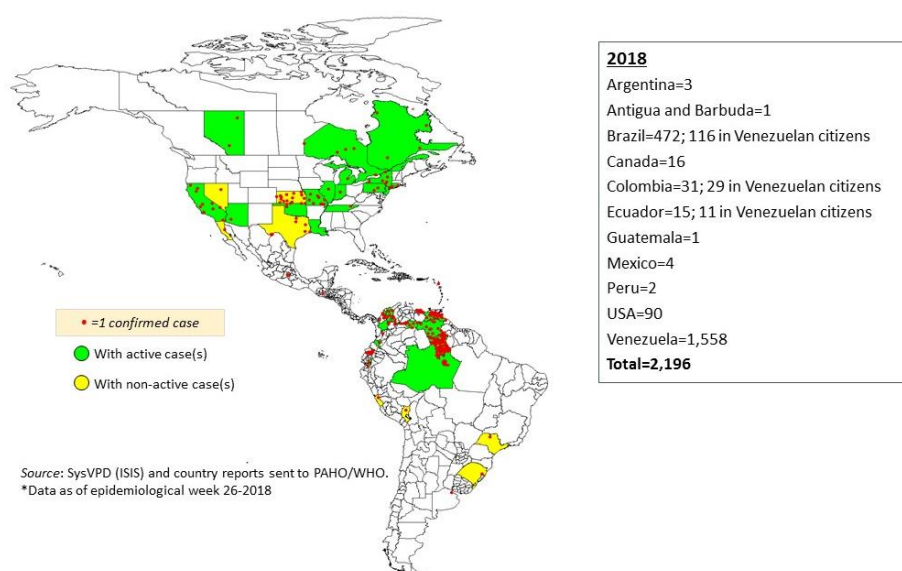 2018
Argentina=3
Antigua and Barbuda=1
Brazil=472; 116 in Venezuelan citizens
Canada=16
Colombia=31; 29 in Venezuelan citizens
Ecuador=15; 11 in Venezuelan citizens
Guatemala=1
Mexico=4
Peru=2
USA=90
Venezuela=1,558
Total=2,196
=1 confirmed case
With active case(s)
With non-active case(s)
Source: SysVPD (ISIS) and country reports sent to PAHO/WHO.
*Data as of epidemiological week 26-2018